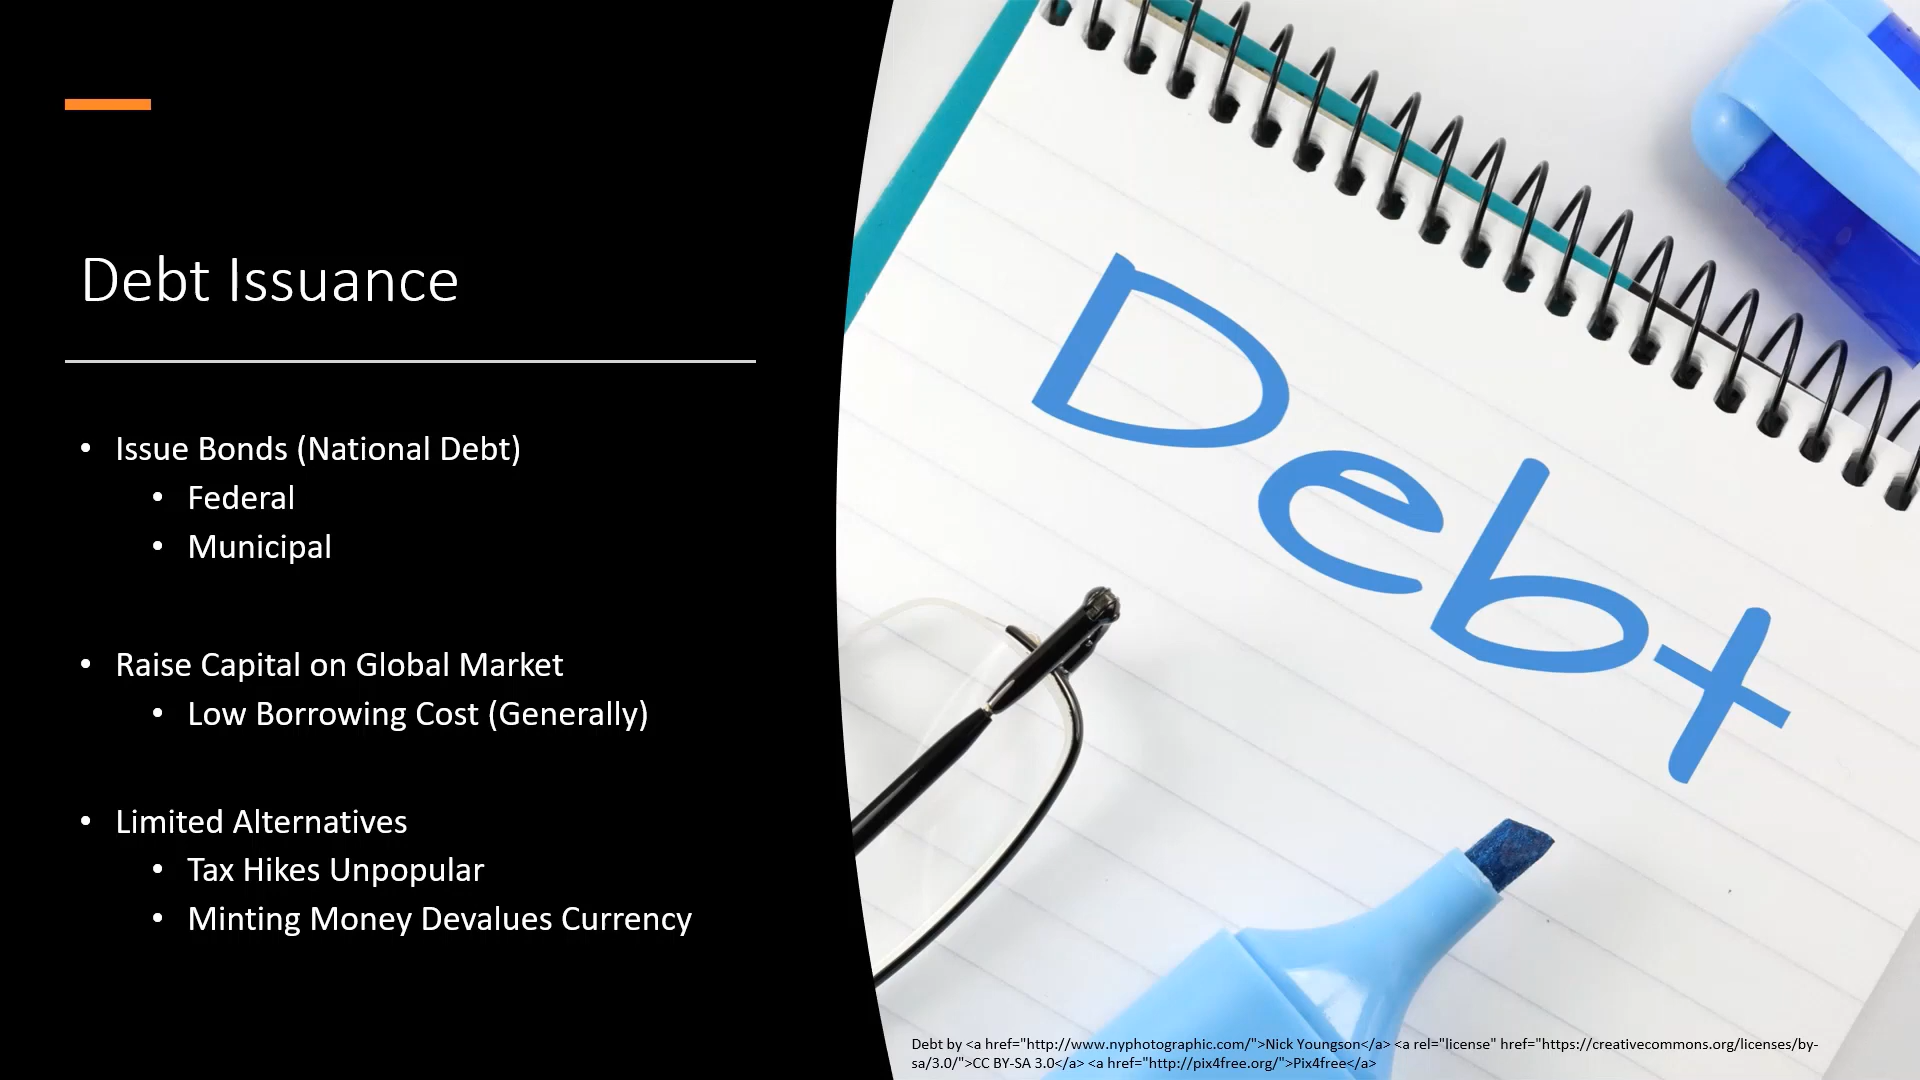 Debt Issuance
• Issue Bonds (National Debt)
• Federal
• Municipal
• Raise Capital on Global Market
• Low Borrowing Cost (Generally)
• Limited Alternatives
• Tax Hikes Unpopular
• Minting Money Devalues Currency
Debt
Debt by <a href="http://www.nyphotographic.com/">Nick Youngson</a> <a rel="license" href="https://creativecommons.org/licenses/by-
sa/3.0/">CC BY-SA 3.0</a> <a href="http://pix4free.org/">Pix4free</a>